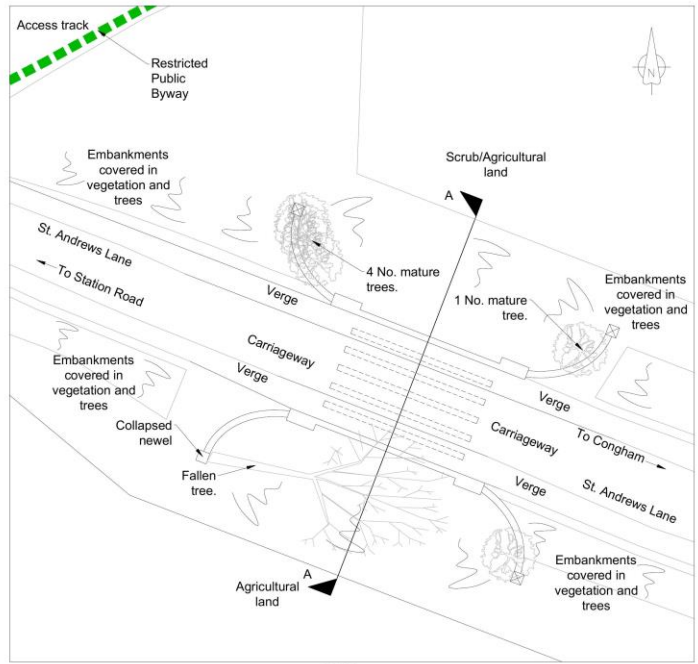 Access track
Restricted
Public
Byway
N
Embankments
covered in
vegetation and
trees
Scrub/Agricultural
land
A
St. Andrews Lane
To Station Road
4 No. mature
trees.
Verge
1 No. mature
tree.
Embankments
covered in
vegetation and
trees
Carriageway
Verge
Embankments
covered in
vegetation and
trees
Verge
Carriageway
To Congham
Collapsed
newel
Fallen
tree.
Verge
St. Andrews Lane
Embankments
covered in
vegetation and
trees
A
Agricultural
land